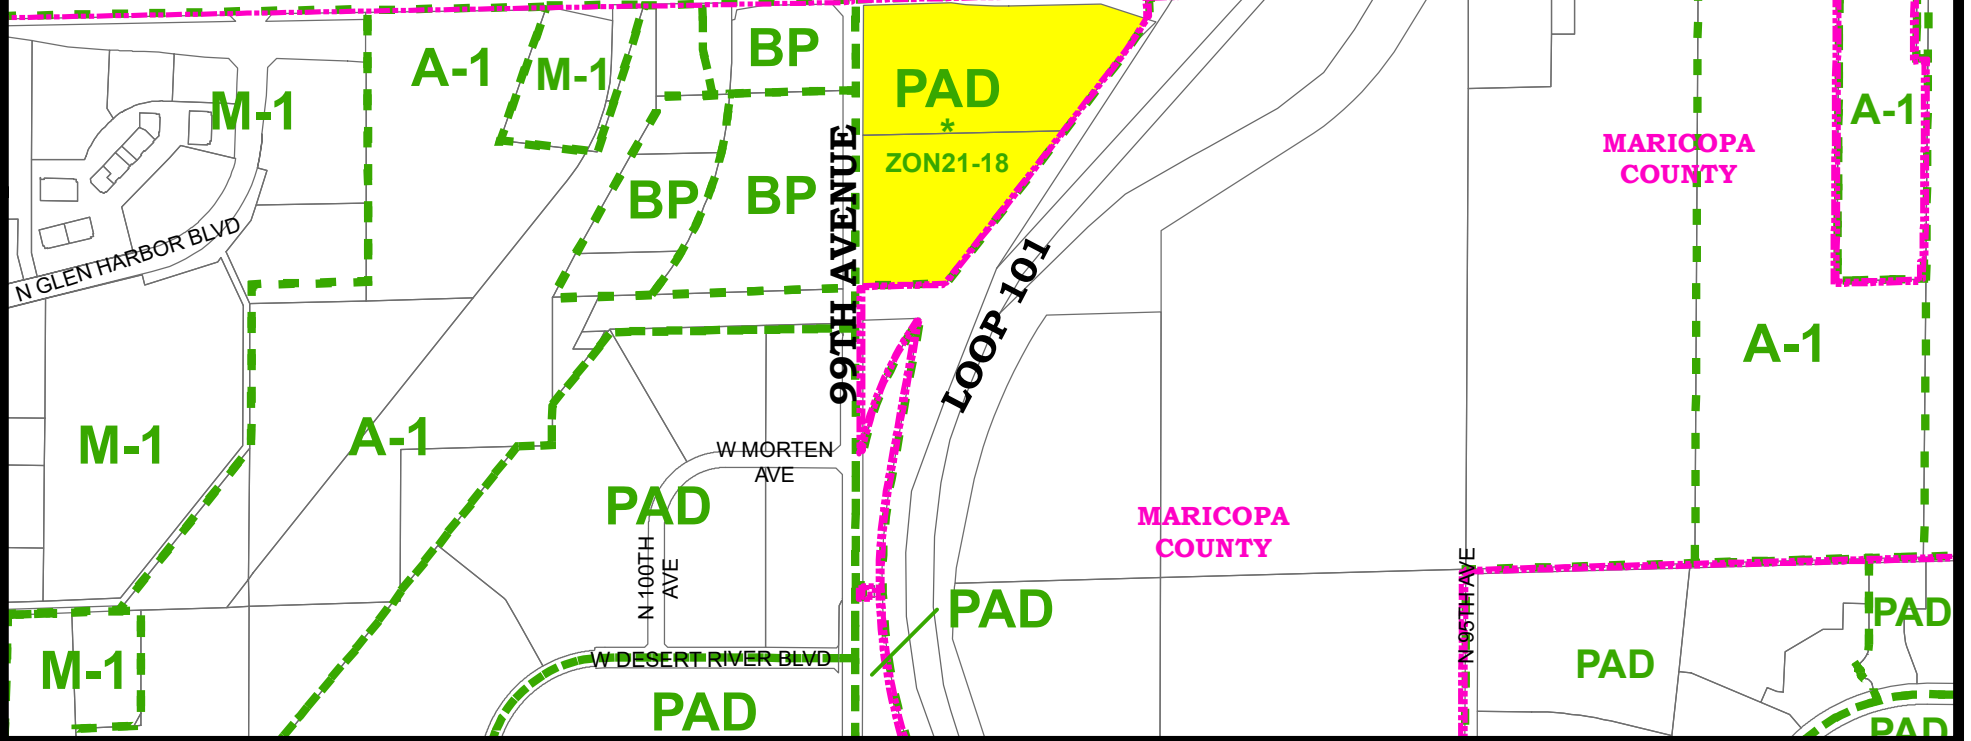 BP
A-1
M-1
PAD
*
ZON21-18
M-1
A-1
MARICOPA
COUNTY
BP
BP
99TH AVENUE
N GLEN HARBOR BLVD
LOOP 101
A-1
M-1
A-1
W MORTEN
AVE
PAD
MARICOPA
COUNTY
N 100TH
AVE
N 95TH AVE
PAD
PAD
M-1
W DESERT RIVER BLVD
PAD
PAD
PAD